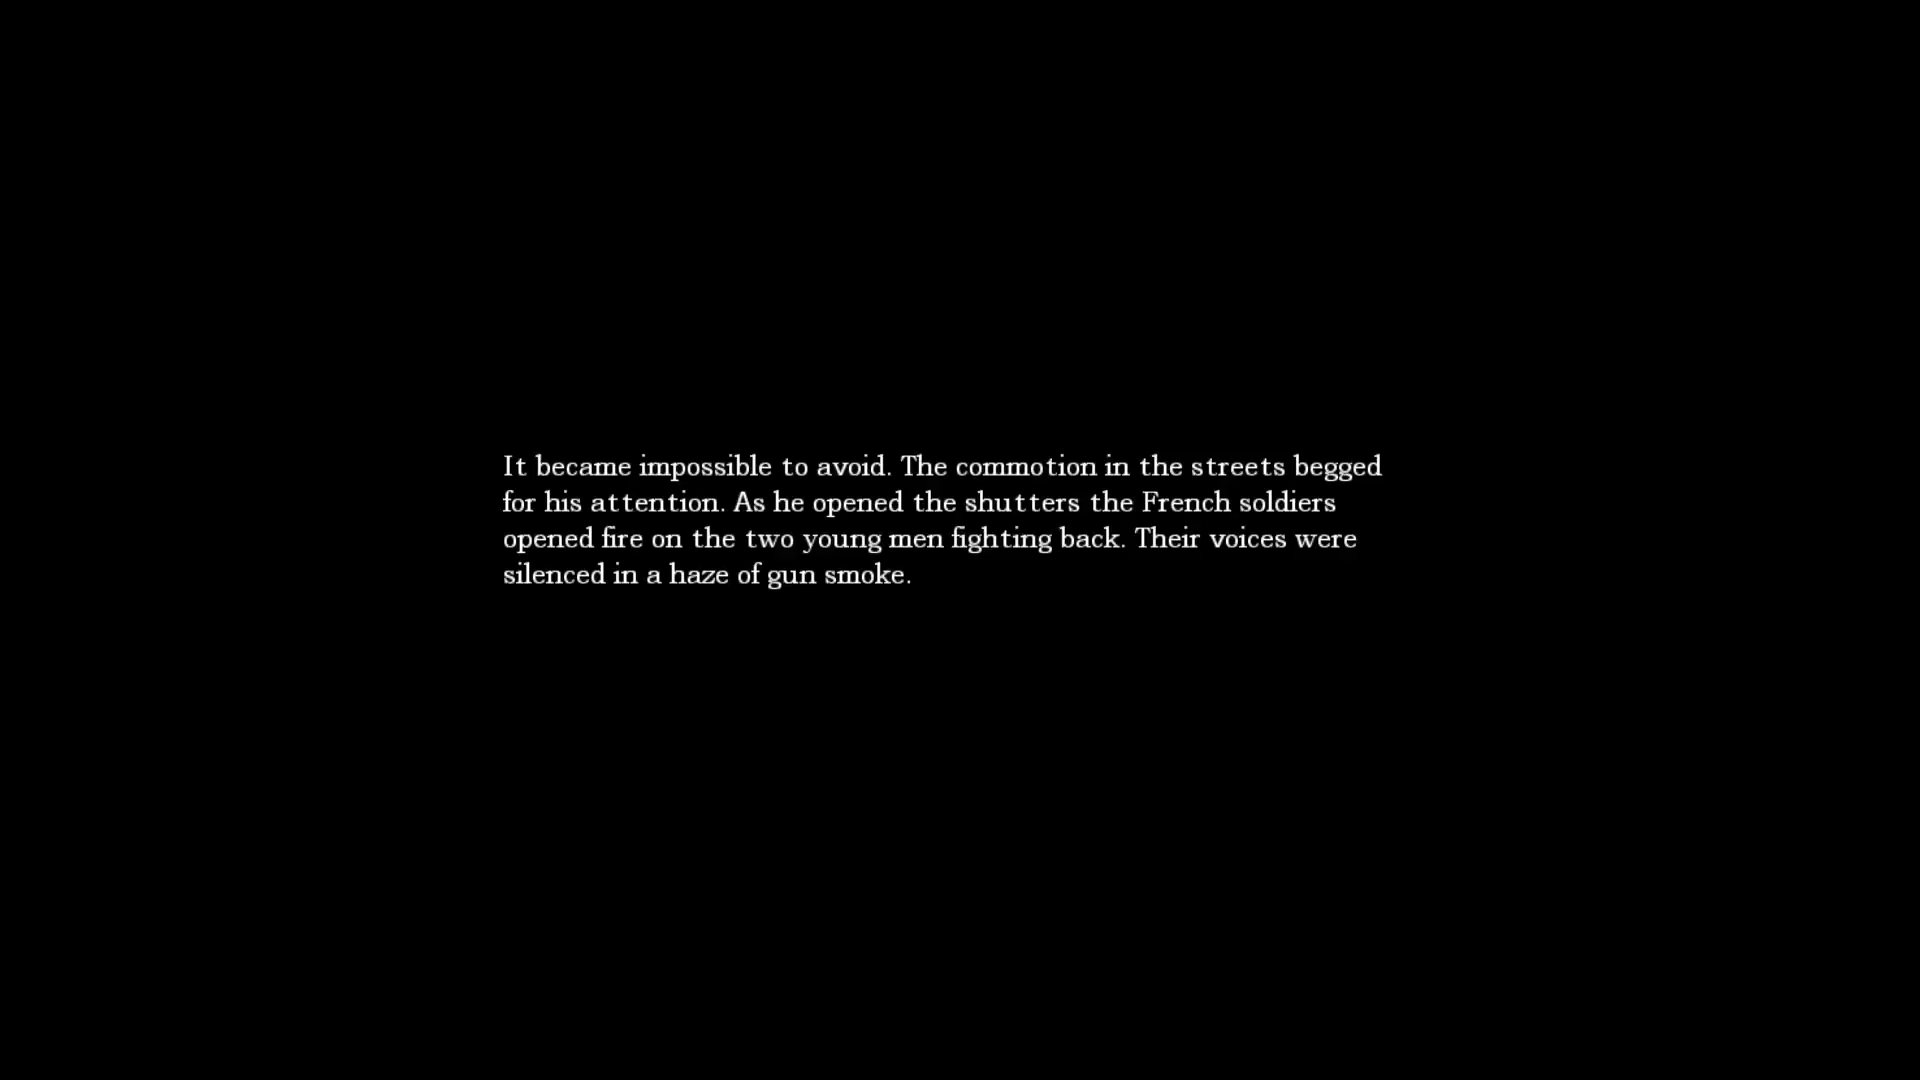 It became impossible to avoid. The commotion in the streets begged
for his attention. As he opened the shutters the French soldiers
opened fire on the two young men fighting back. Their voices were
silenced in a haze of gun smoke.